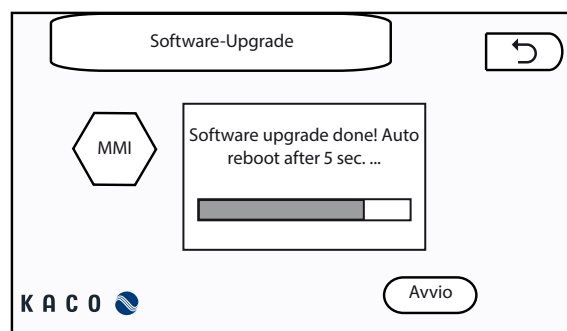 Software-Upgrade
MMI
Software upgrade done! Auto
reboot after 5 sec. ...
KACO
Avvio